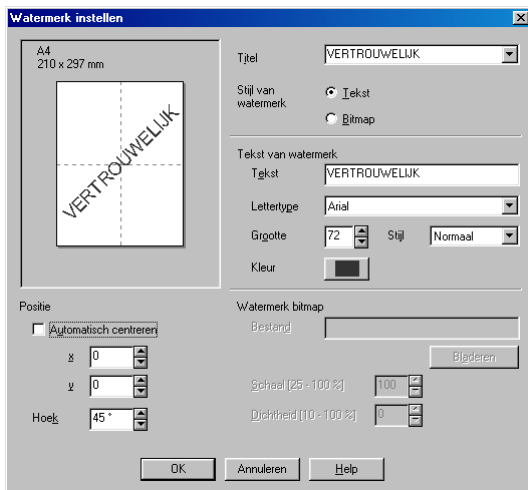 Watermerk instellen
A4
210 x 297 mm
VERTROUWELIJK
Titel VERTROUWELIJK
Stijl van watermerk
Tekst
Bitmap
Tekst van watermerk
Tekst VERTROUWELIJK
Lettertype Arial
Grootte 72 Stijl Normaal
Kleur
Positie
Automatisch centreren
x 0
y 0
Hoek 45 °
Watermerk bitmap
Bestand
Bladeren
Schaal [25 - 100 %] 100
Dichtheid [10 - 100 %] 0
OK Annuleren Help